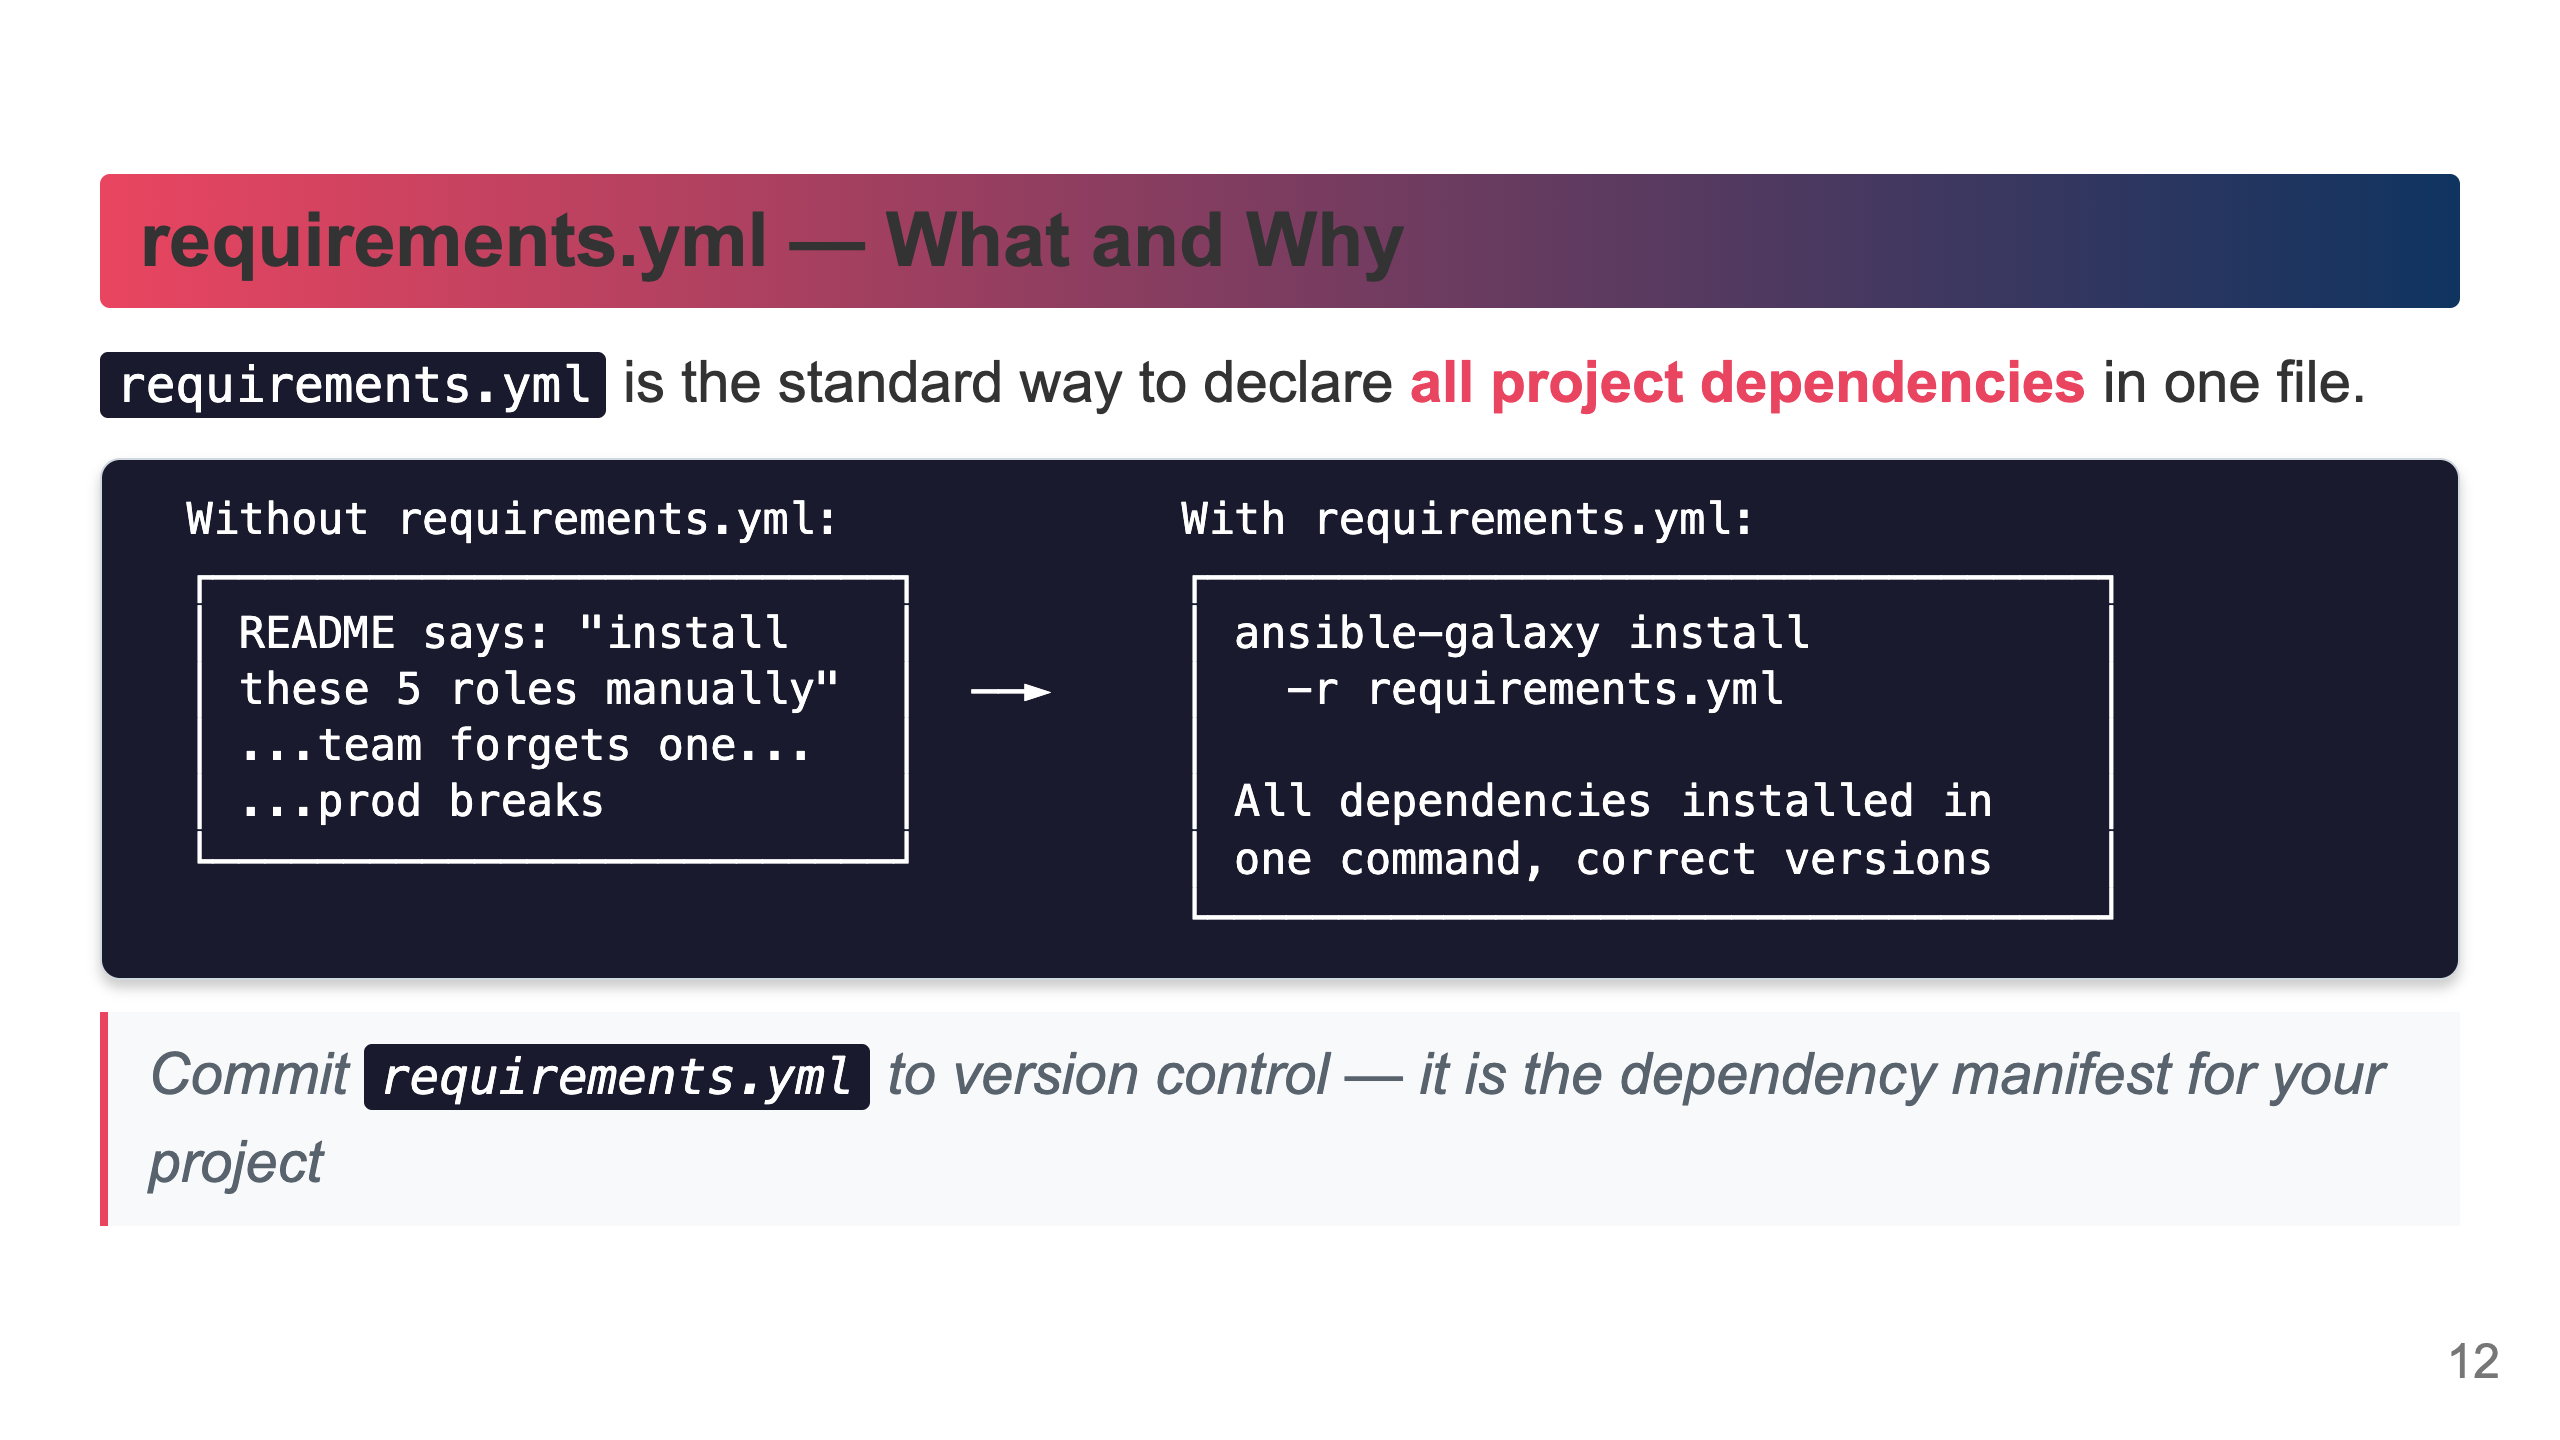 requirements.yml — What and Why
requirements.yml is the standard way to declare all project dependencies in one file.
Without requirements.yml:
README says: "install
these 5 roles manually"
...team forgets one...
...prod breaks
With requirements.yml:
ansible-galaxy install
-r requirements.yml
All dependencies installed in
one command, correct versions
Commit requirements.yml to version control — it is the dependency manifest for your
project
12